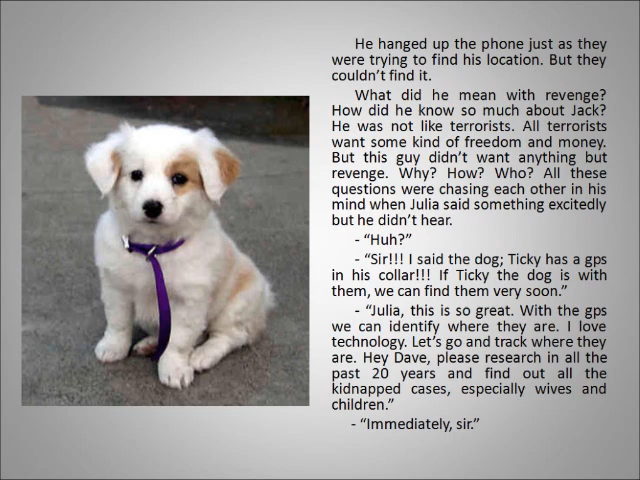 He hanged up the phone just as they
were trying to find his location. But they
couldn't find it.
What did he mean with revenge?
How did he know so much about Jack?
He was not like terrorists. All terrorists
want some kind of freedom and money.
But this guy didn't want anything but
revenge. Why? How? Who? All these
questions were chasing each other in his
mind when Julia said something excitedly
but he didn't hear.
- “Huh?”
- “Sir!!! I said the dog; Ticky has a gps
in his collar!!! If Ticky the dog is with
them, we can find them very soon.”
- “Julia, this is so great. With the gps
we can identify where they are. I love
technology. Let's go and track where they
are. Hey Dave, please research in all the
past 20 years and find out all the
kidnapped cases, especially wives and
children.”
- “Immediately, sir.”